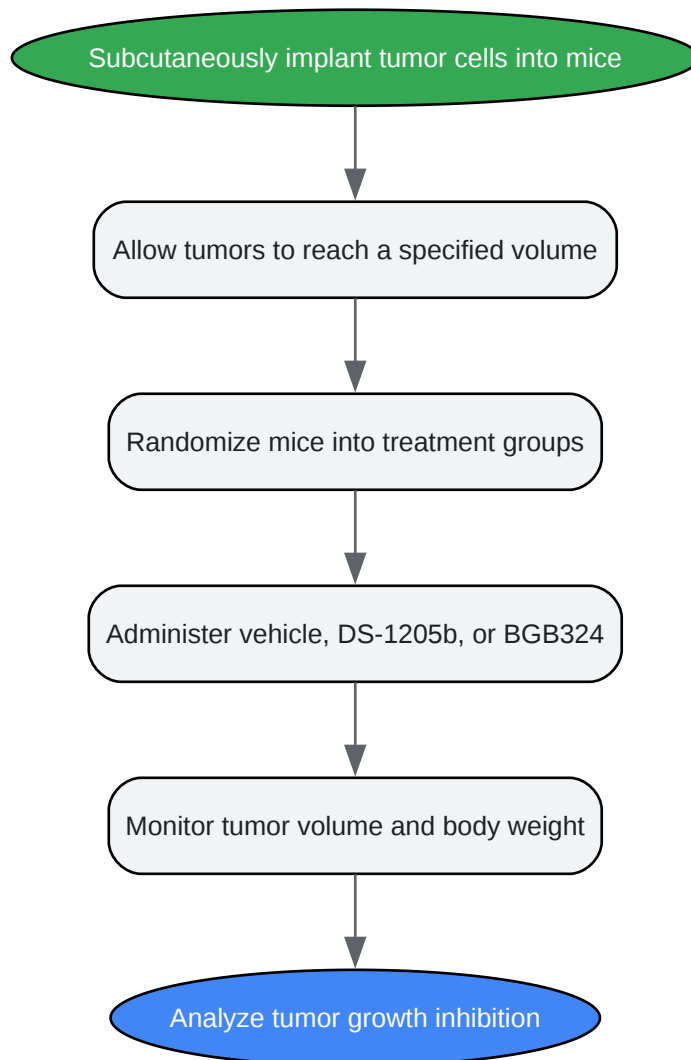 Subcutaneously implant tumor cells into mice
Allow tumors to reach a specified volume
Randomize mice into treatment groups
Administer vehicle, DS-1205b, or BGB324
Monitor tumor volume and body weight
Analyze tumor growth inhibition